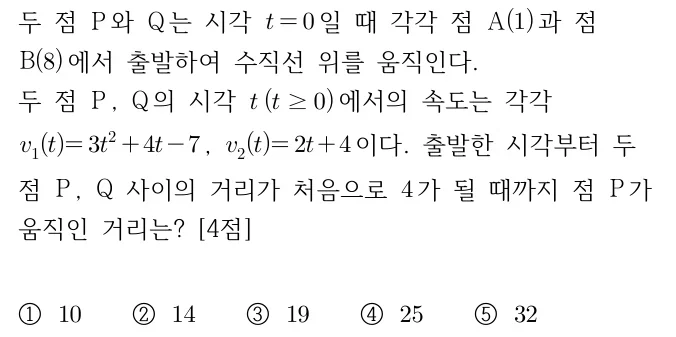 두 점 P와 Q는 시각 t=0일 때 각각 점 A(1)과 점
B(8)에서 출발하여 수직선 위를 움직인다.
두 점 P, Q의 시각 t(t≥0)에서의 속도는 각각
v₁(t)=3t²+4t−7, v₂(t)=2t+4이다. 출발한 시각부터 두
점 P, Q 사이의 거리가 처음으로 4가 될 때까지 점 P가
움직인 거리는? [4점]
① 10 ② 14 ③ 19 ④ 25 ⑤ 32